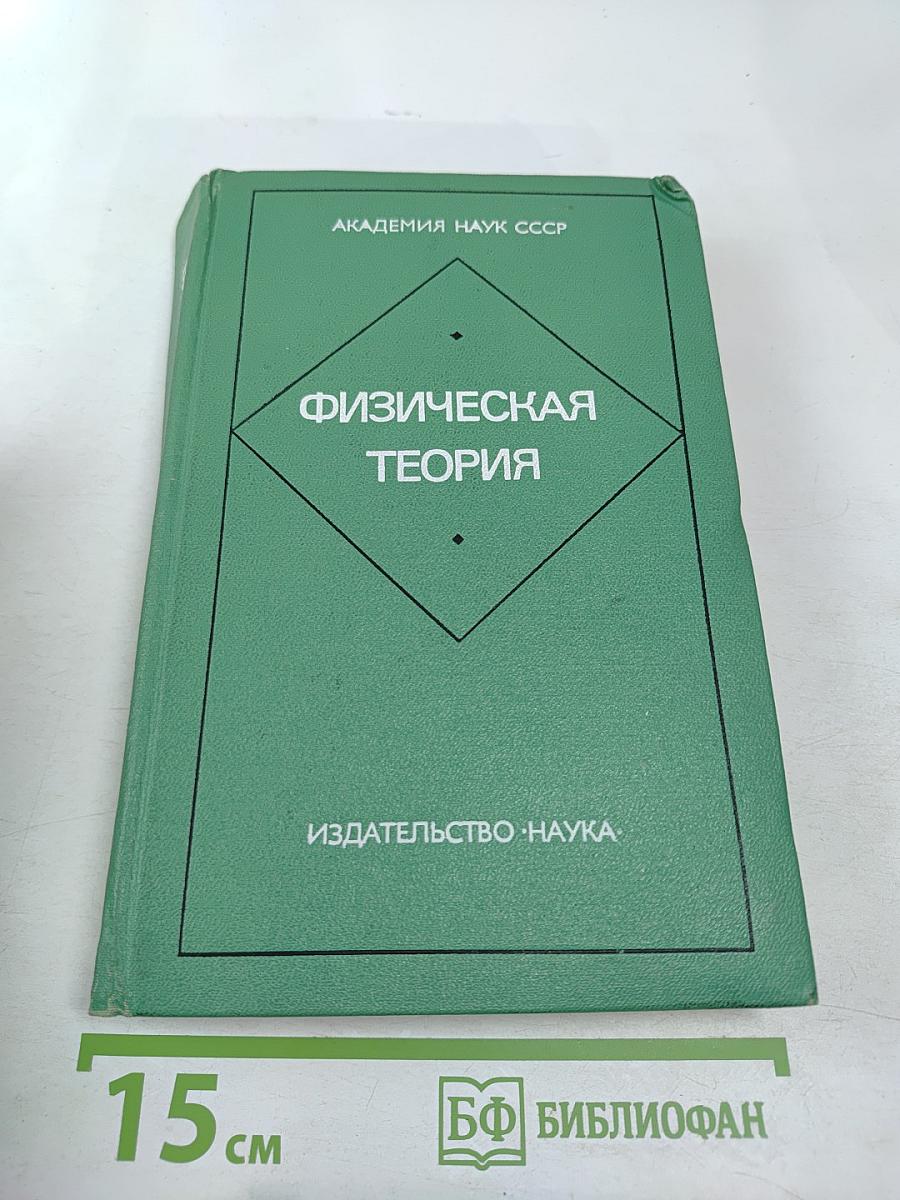 АКАДЕМИЯ НАУК СССР
ФИЗИЧЕСКАЯ
ТЕОРИЯ
ИЗДАТЕЛЬСТВО «НАУКА»
15 см
БФ БИБЛИОФАН